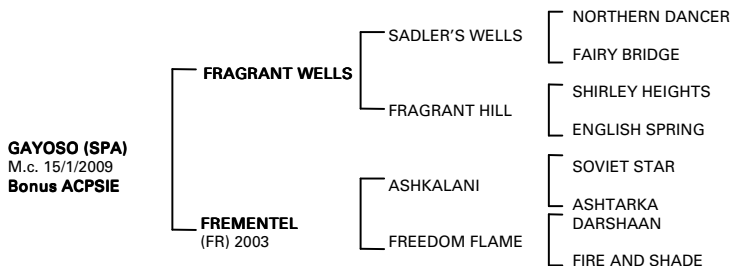 NORTHERN DANCER
SADLER'S WELLS
FAIRY BRIDGE
FRAGRANT WELLS
SHIRLEY HEIGHTS
FRAGRANT HILL
ENGLISH SPRING
GAYOSO (SPA)
M.c. 15/1/2009
Bonus ACPSIE
SOVIET STAR
ASHKALANI
ASHTARKA
FREMENTEL
(FR) 2003
DARSHAAN
FREEDOM FLAME
FIRE AND SHADE